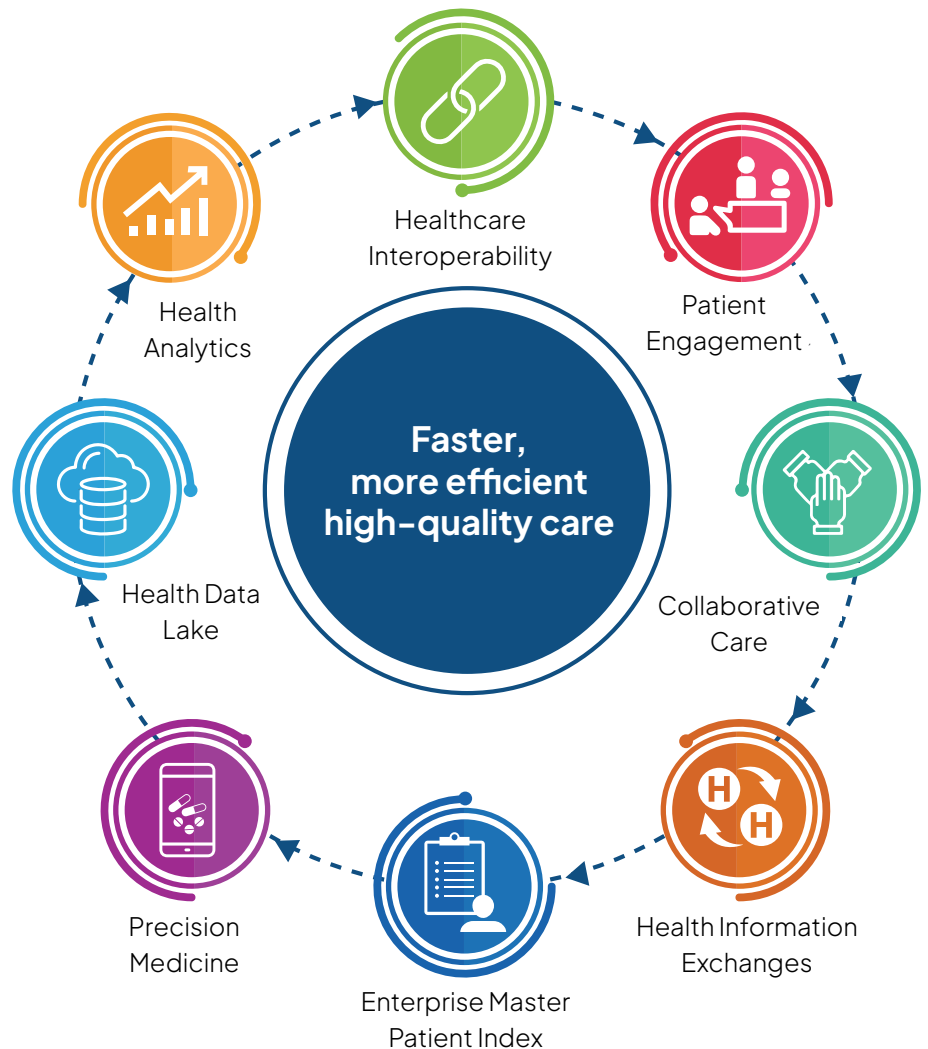 Healthcare
Interoperability
Patient
Engagement
Health
Analytics
Faster,
more efficient
high-quality care
Health Data
Lake
Collaborative
Care
H
H
Precision
Medicine
Health Information
Exchanges
Enterprise Master
Patient Index